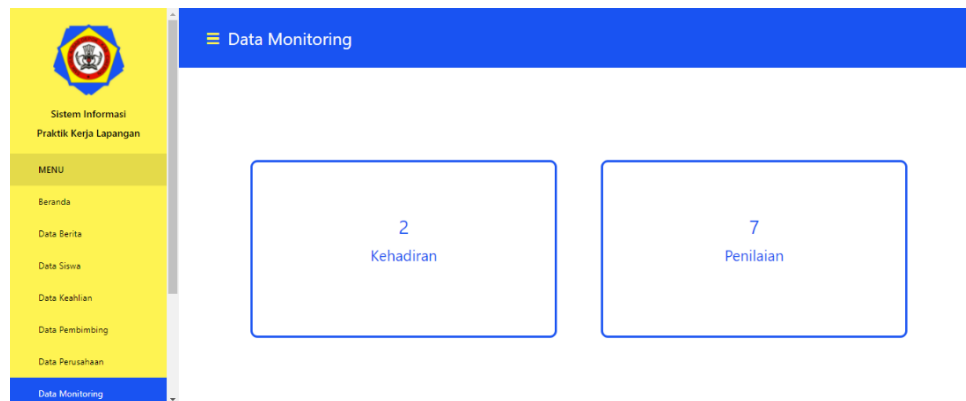 Sistem Informasi
Praktik Kerja Lapangan
MENU
Beranda
Data Berita
Data Siswa
Data Keahlian
Data Pembimbing
Data Perusahaan
Data Monitoring
Data Monitoring
2
Kehadiran
7
Penilaian